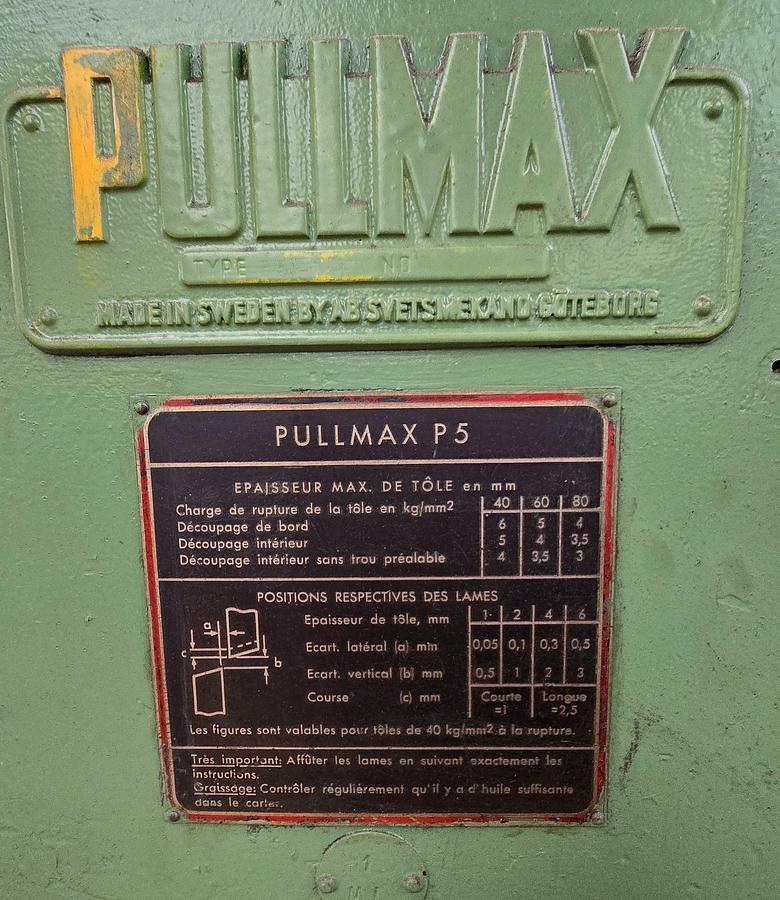 PULLMAX
TYPE NO
MADE IN SWEDEN BY AB SVETSMEKANO GÖTEBORG
PULLMAX P5
EPAISSEUR MAX. DE TÔLE en mm
Charge de rupture de la tôle en kg/mm2 40 60 80
Découpage de bord 6 5 4
Découpage intérieur 5 4 3,5
Découpage intérieur sans trou préalable 4 3,5 3
POSITIONS RESPECTIVES DES LAMES
Epaisseur de tôle, mm 1 2 4 6
a
Ecart. latéral (a) mm 0,05 0,1 0,3 0,5
c
b
Ecart. vertical (b) mm 0,5 1 2 3
Course (c) mm Courte Longue
=1 =2,5
Les figures sont valables pour tôles de 40 kg/mm2 à la rupture.
Très important: Affûter les lames en suivant exactement les
instructions.
Graissage: Contrôler régulièrement qu'il y a d'huile suffisante
dans le carter.